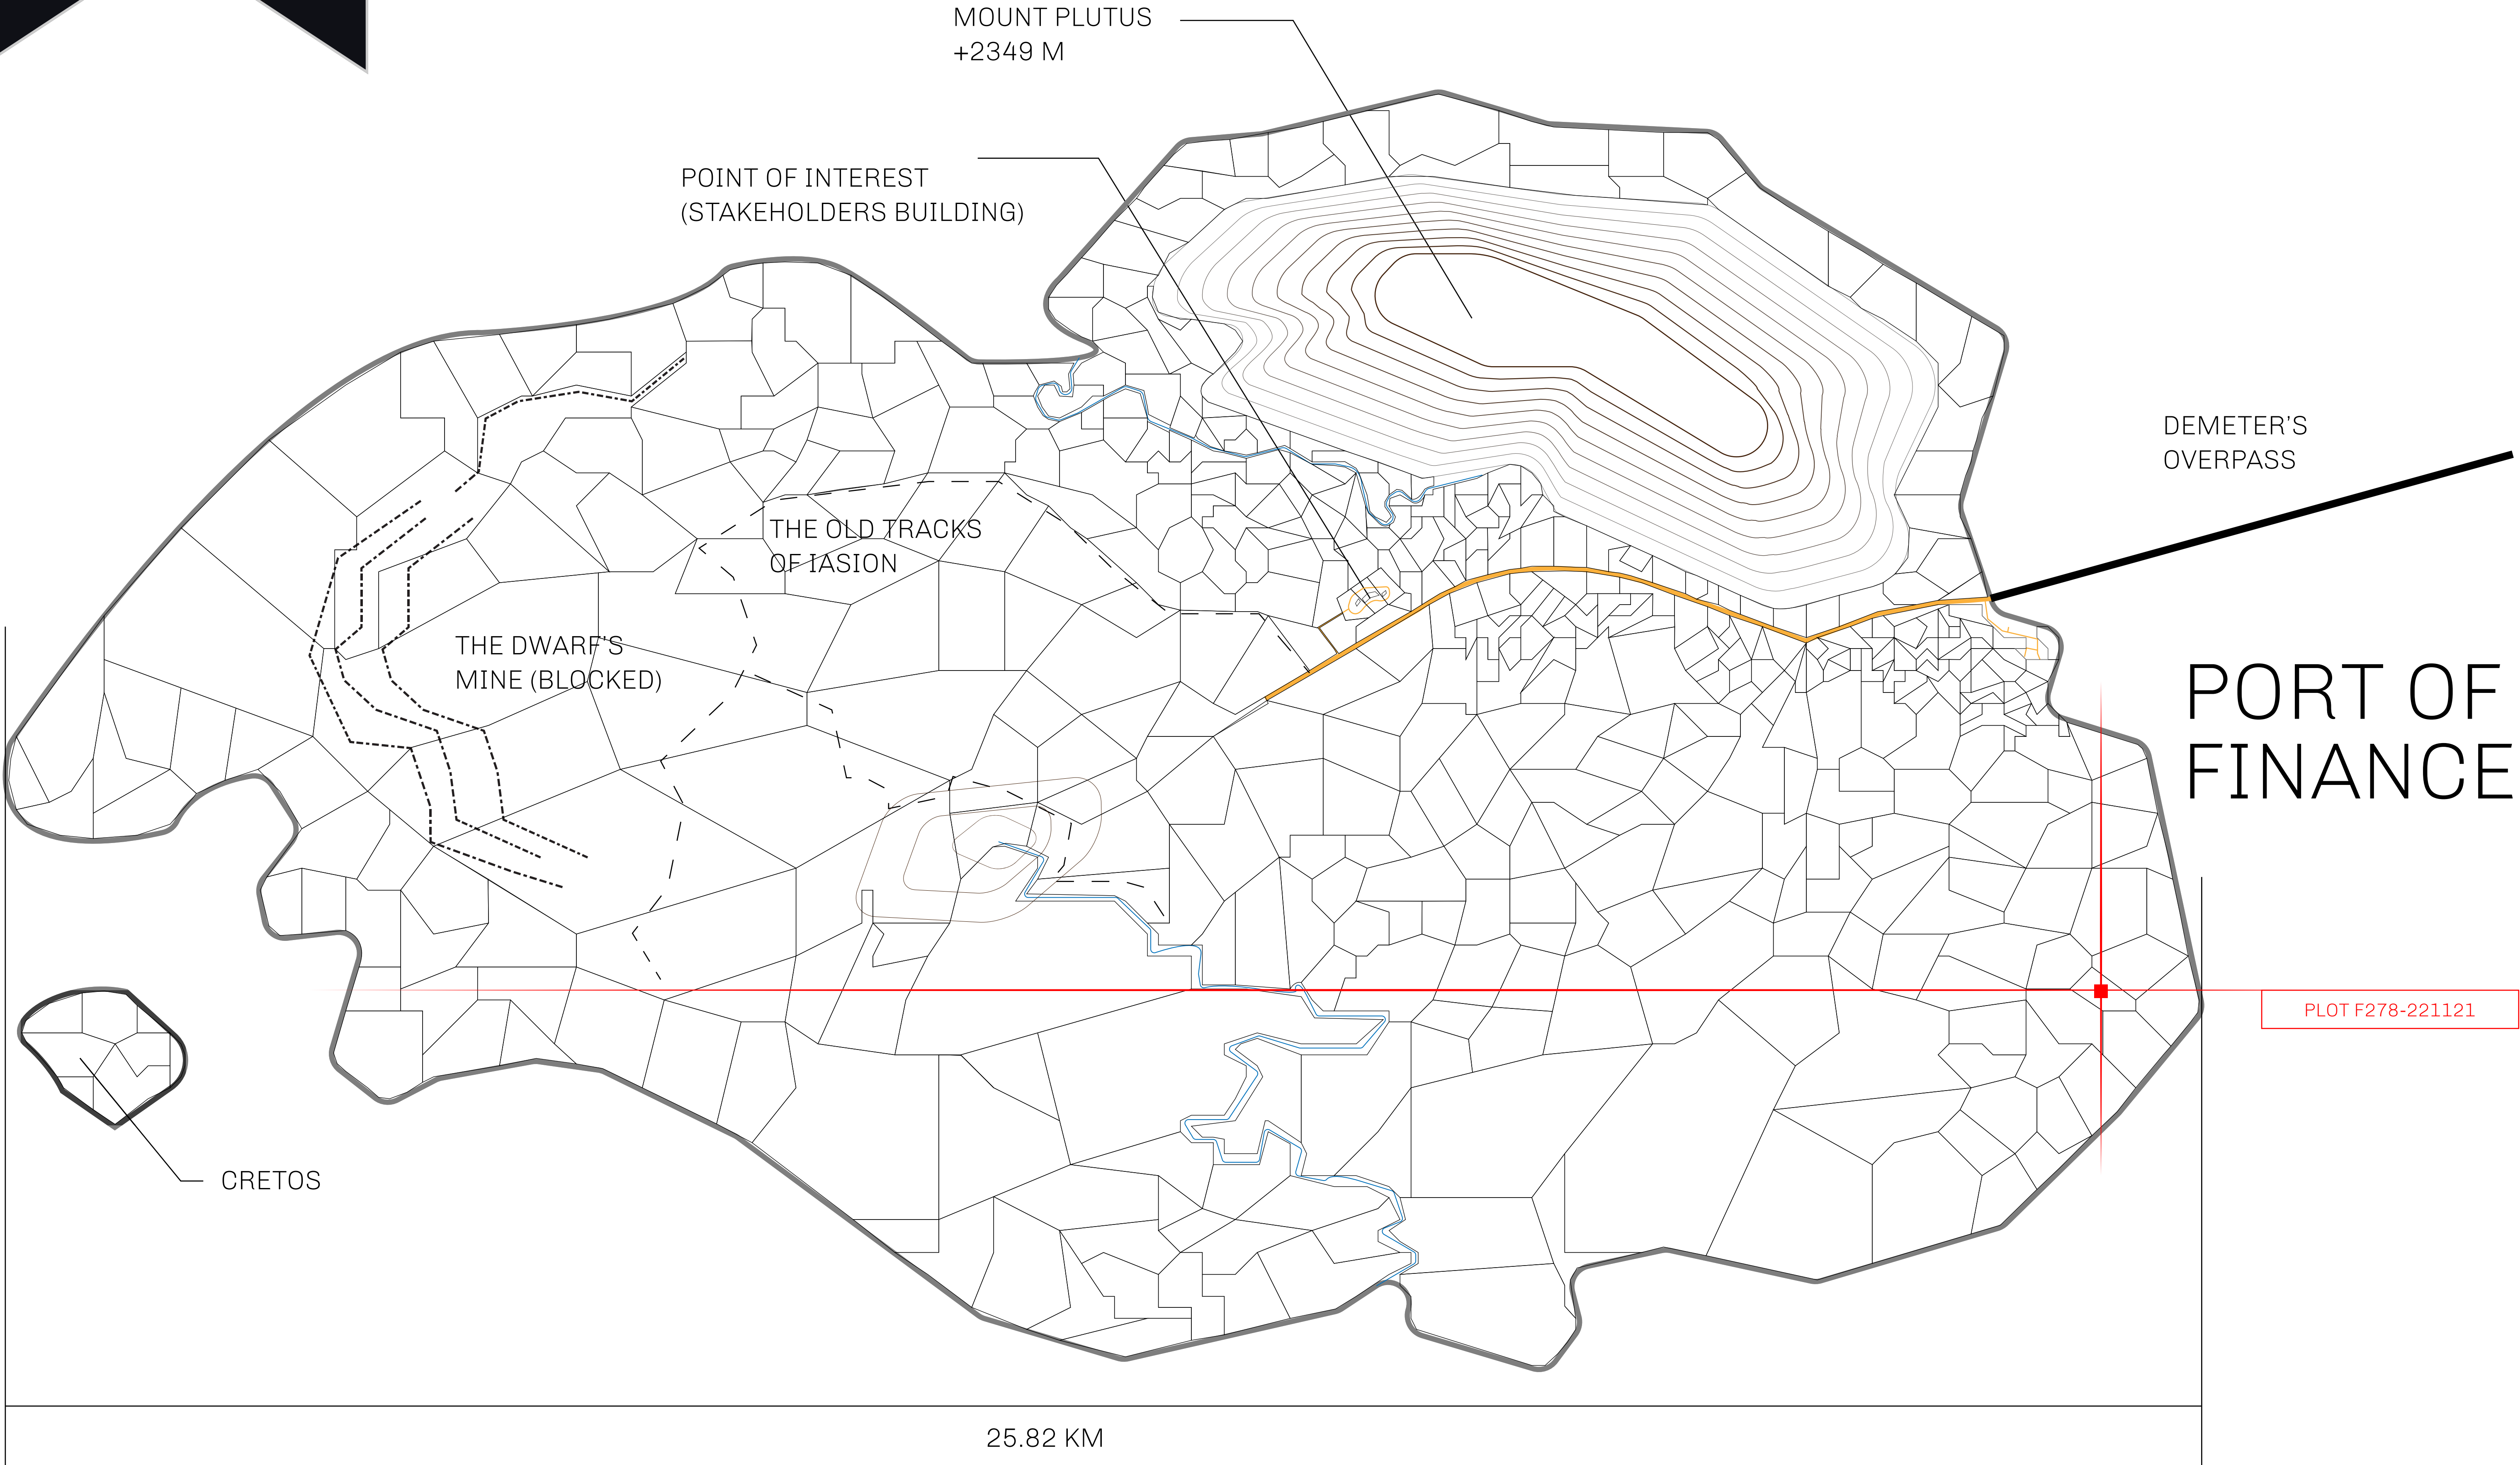 MOUNT PLUTUS
+2349 M
POINT OF INTEREST
(STAKEHOLDERS BUILDING)
DEMETER'S
OVERPASS
THE OLD TRACKS
OF IASION
THE DWARF'S
MINE (BLOCKED)
PORT OF
FINANCE
PLOT F278-221121
CRETOS
25.82 KM